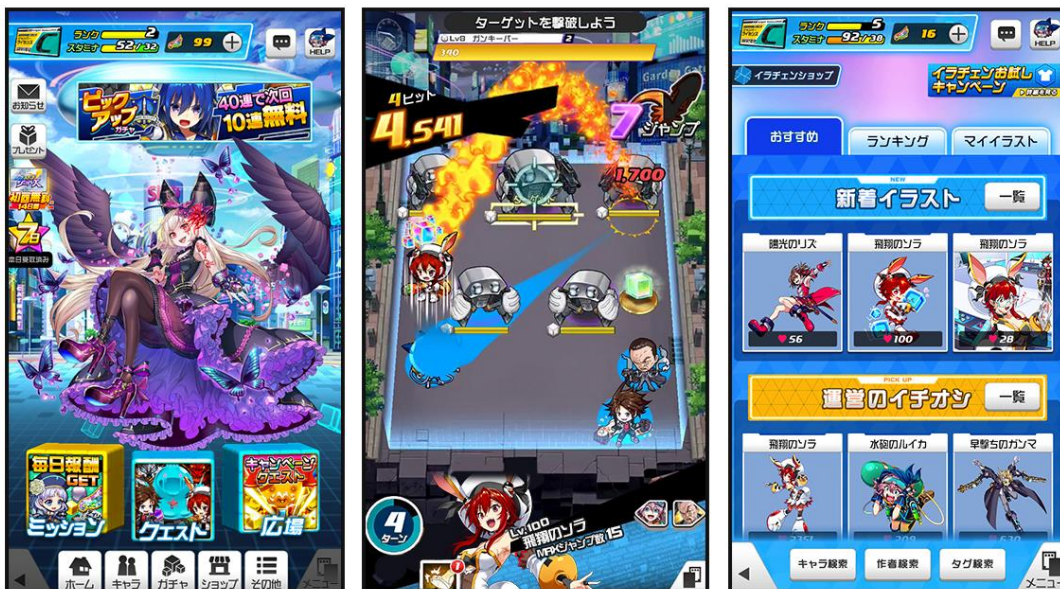 ランク 2
スタミナ 52/32
99
HELP
お知らせ
プレゼント
ピック
アップ
ガチャ
40連で次回
10連無料
7日
毎日報酬
GET
ミッション
クエスト
キャンペーン
クエスト
広場
ホーム
キャラ
ガチャ
ショップ
その他
メニュー
ターゲットを撃破しよう
Lv8 ガンキーパー 2
340
4ヒット
4,541
7
ジャンプ
1,700
4
ターン
Lv.100
飛翔のソラ
MAXジャンプ数 15
ランク 5
スタミナ 92/38
16
HELP
イラチェンショップ
イラチェンお試し
キャンペーン
おすすめ
ランキング
マイイラスト
NEW
新着イラスト
一覧
曙光のリズ
飛翔のソラ
飛翔のソラ
56
100
28
PICK UP
運営のイチオシ
一覧
飛翔のソラ
水砲のルイカ
早撃ちのガンマ
キャラ検索
作者検索
タグ検索
メニュー